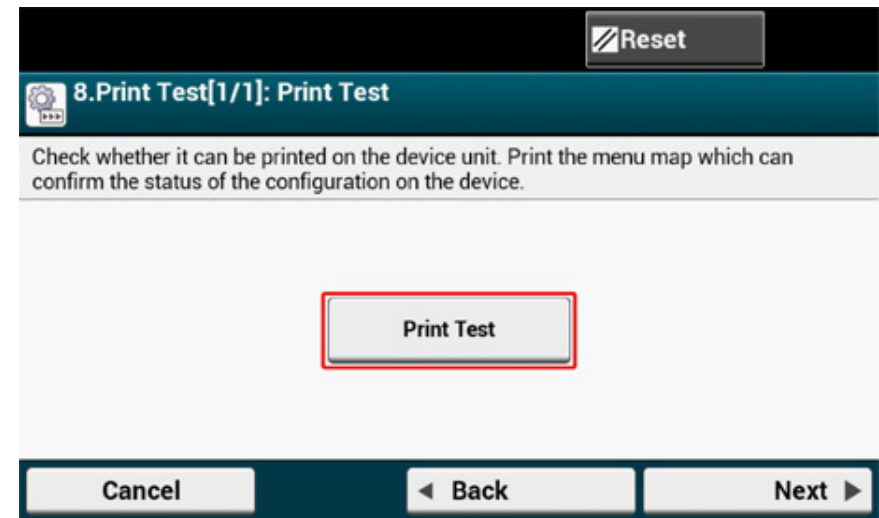 Reset
8.Print Test[1/1]: Print Test
Check whether it can be printed on the device unit. Print the menu map which can
confirm the status of the configuration on the device.
Print Test
Cancel
Back
Next